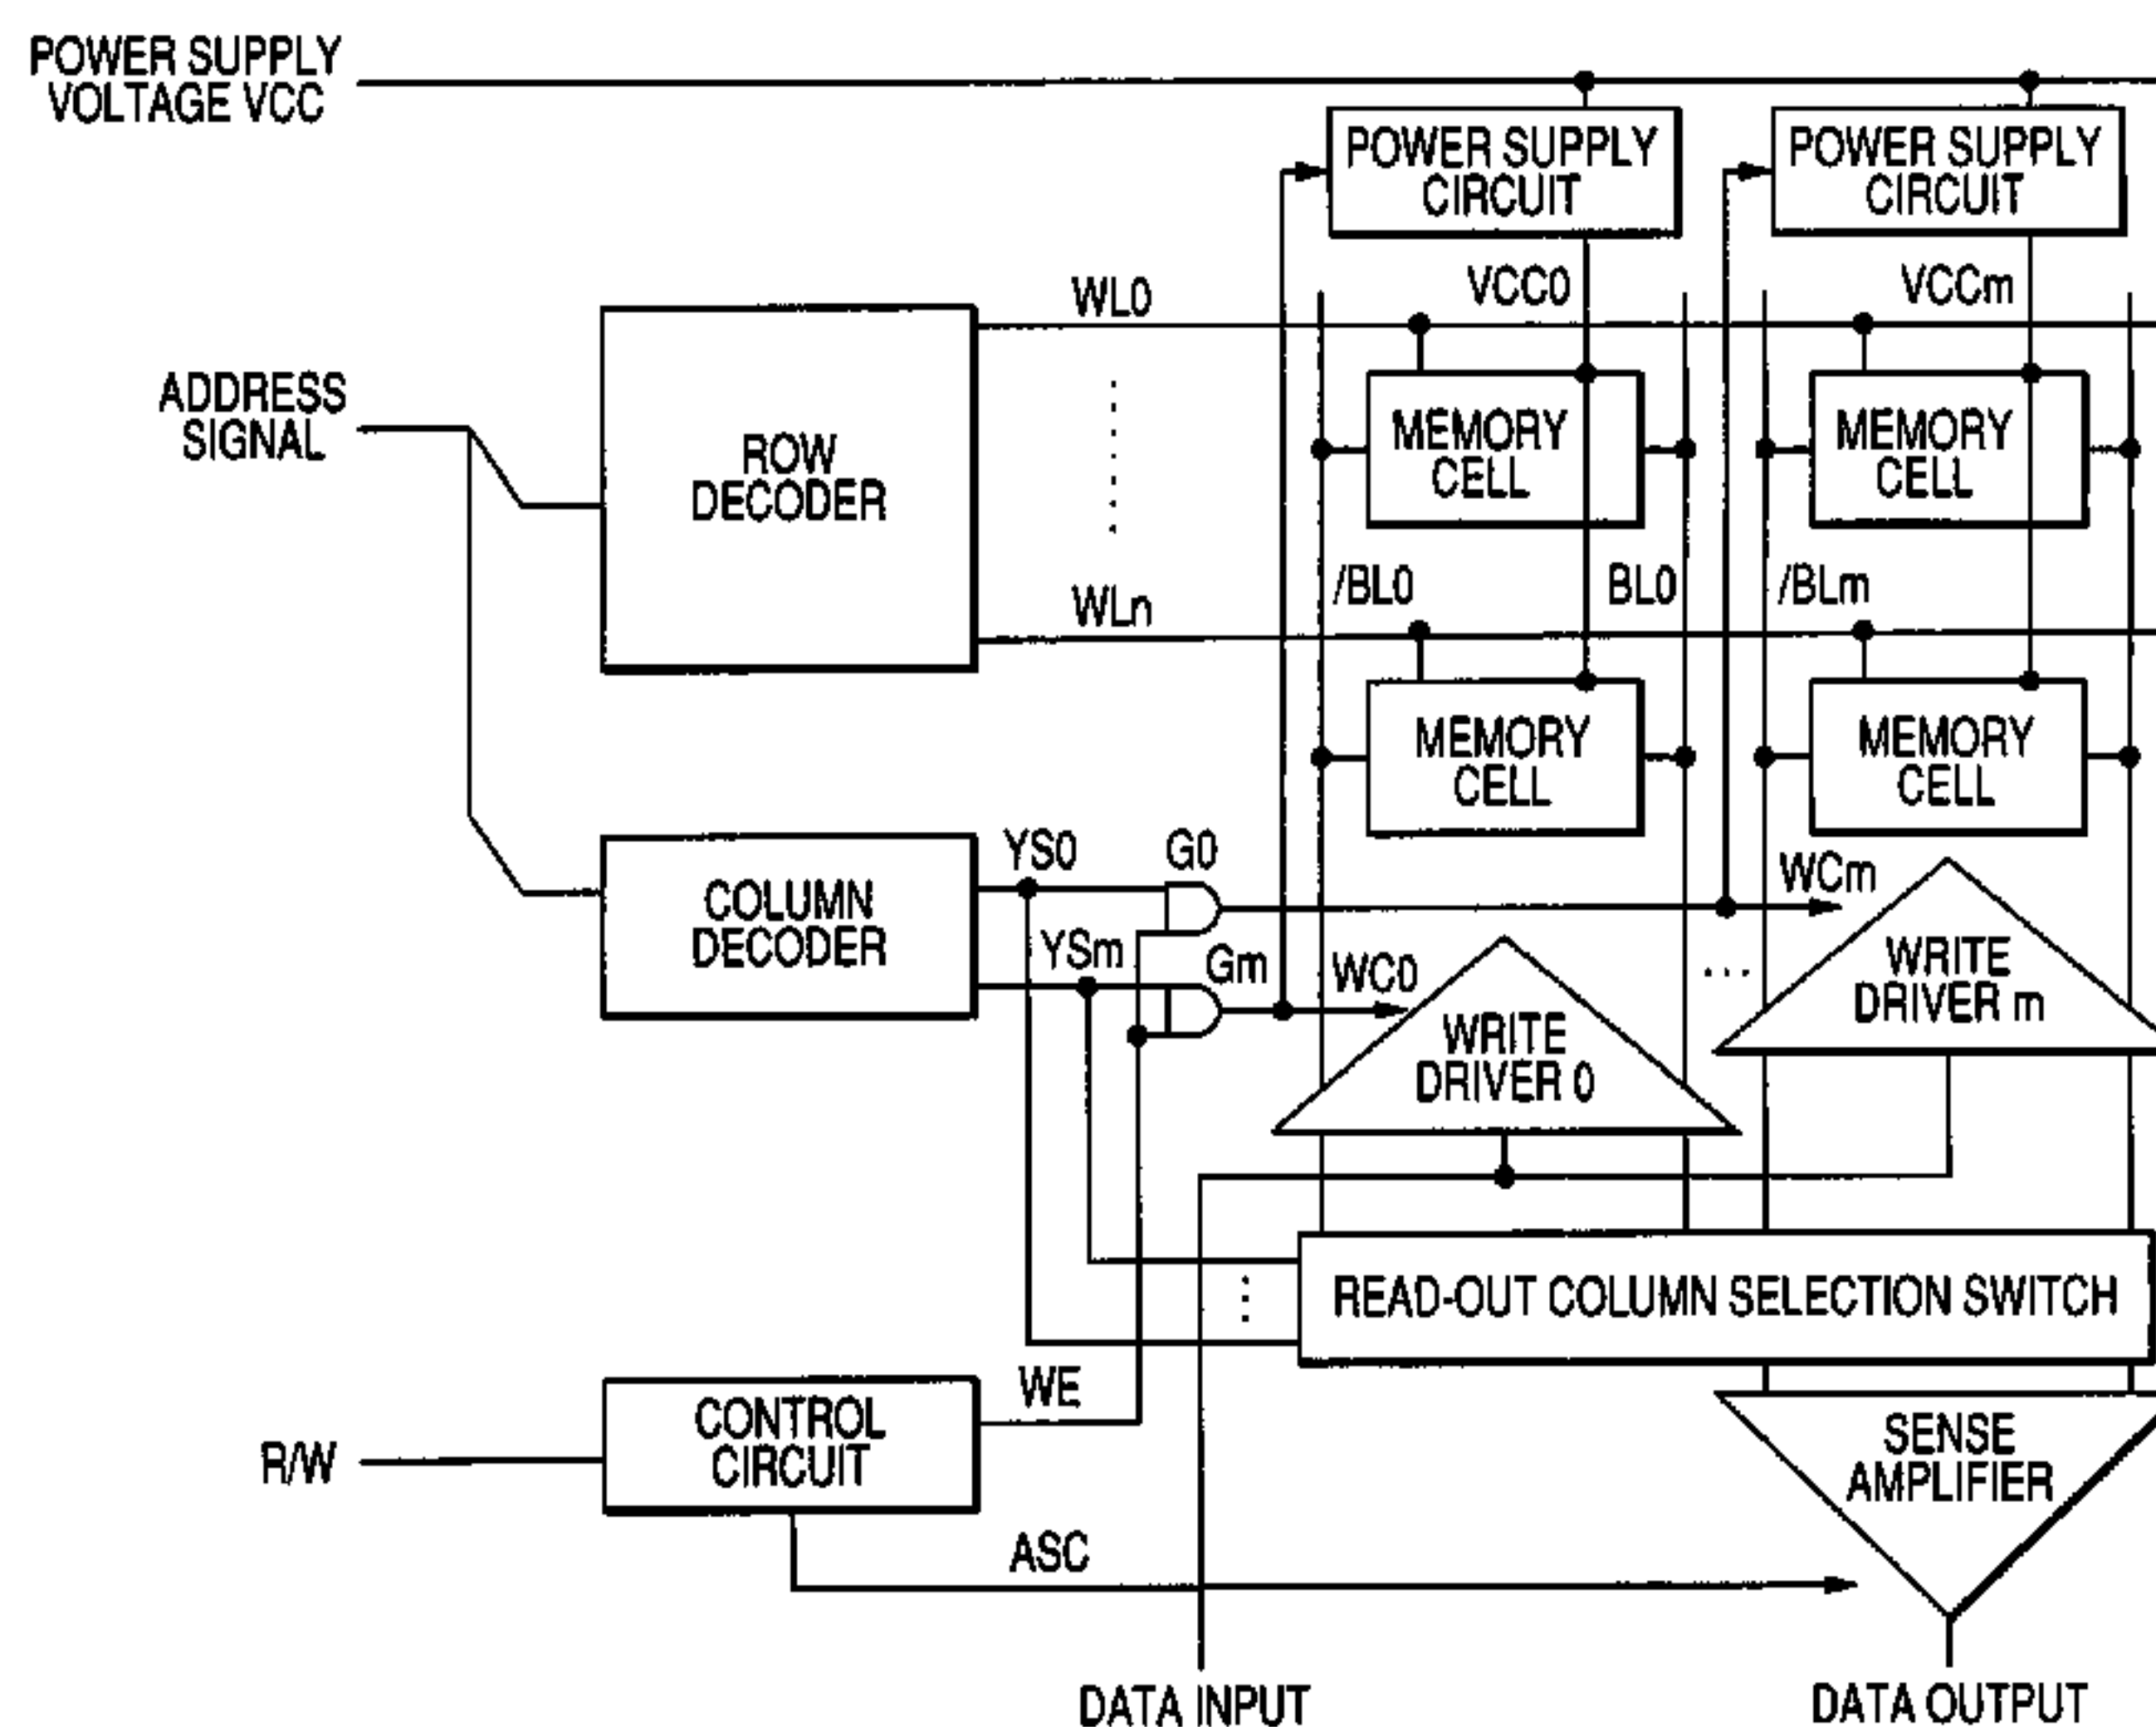 POWER SUPPLY
VOLTAGE VCC
POWER SUPPLY
CIRCUIT
POWER SUPPLY
CIRCUIT
WL0
VCC0
VCCm
ADDRESS
SIGNAL
ROW
DECODER
MEMORY
CELL
MEMORY
CELL
WLn
/BL0
BL0
/BLm
MEMORY
CELL
MEMORY
CELL
COLUMN
DECODER
YS0
G0
WCm
YSm
Gm
WC0
WRITE
DRIVER 0
...
WRITE
DRIVER m
READ-OUT COLUMN SELECTION SWITCH
R/W
CONTROL
CIRCUIT
WE
SENSE
AMPLIFIER
ASC
DATA INPUT
DATA OUTPUT